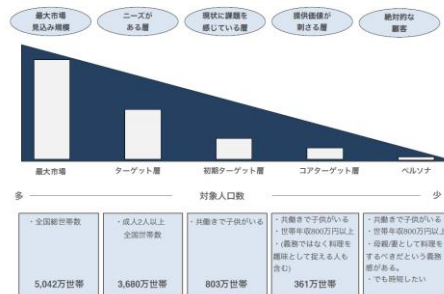 最大市場
見込み規模
ニーズが
ある層
現状に課題を
感じている層
提供価値が
刺さる層
絶対的な
顧客
最大市場
ターゲット層
初期ターゲット層
コアターゲット層
ペルソナ
多
対象人口数
少
・全国総世帯数
5,042万世帯
・成人2人以上
全国世帯数
3,680万世帯
・共働きで子供がいる
803万世帯
・共働きで子供がいる
・世帯年収800万円以上
・(義務ではなく料理を
趣味として捉える人も
含む)
361万世帯
・共働きで子供がいる
・世帯年収800万円以上
・母親/妻として料理を
するべきだという義務
感がある。
・でも時短したい